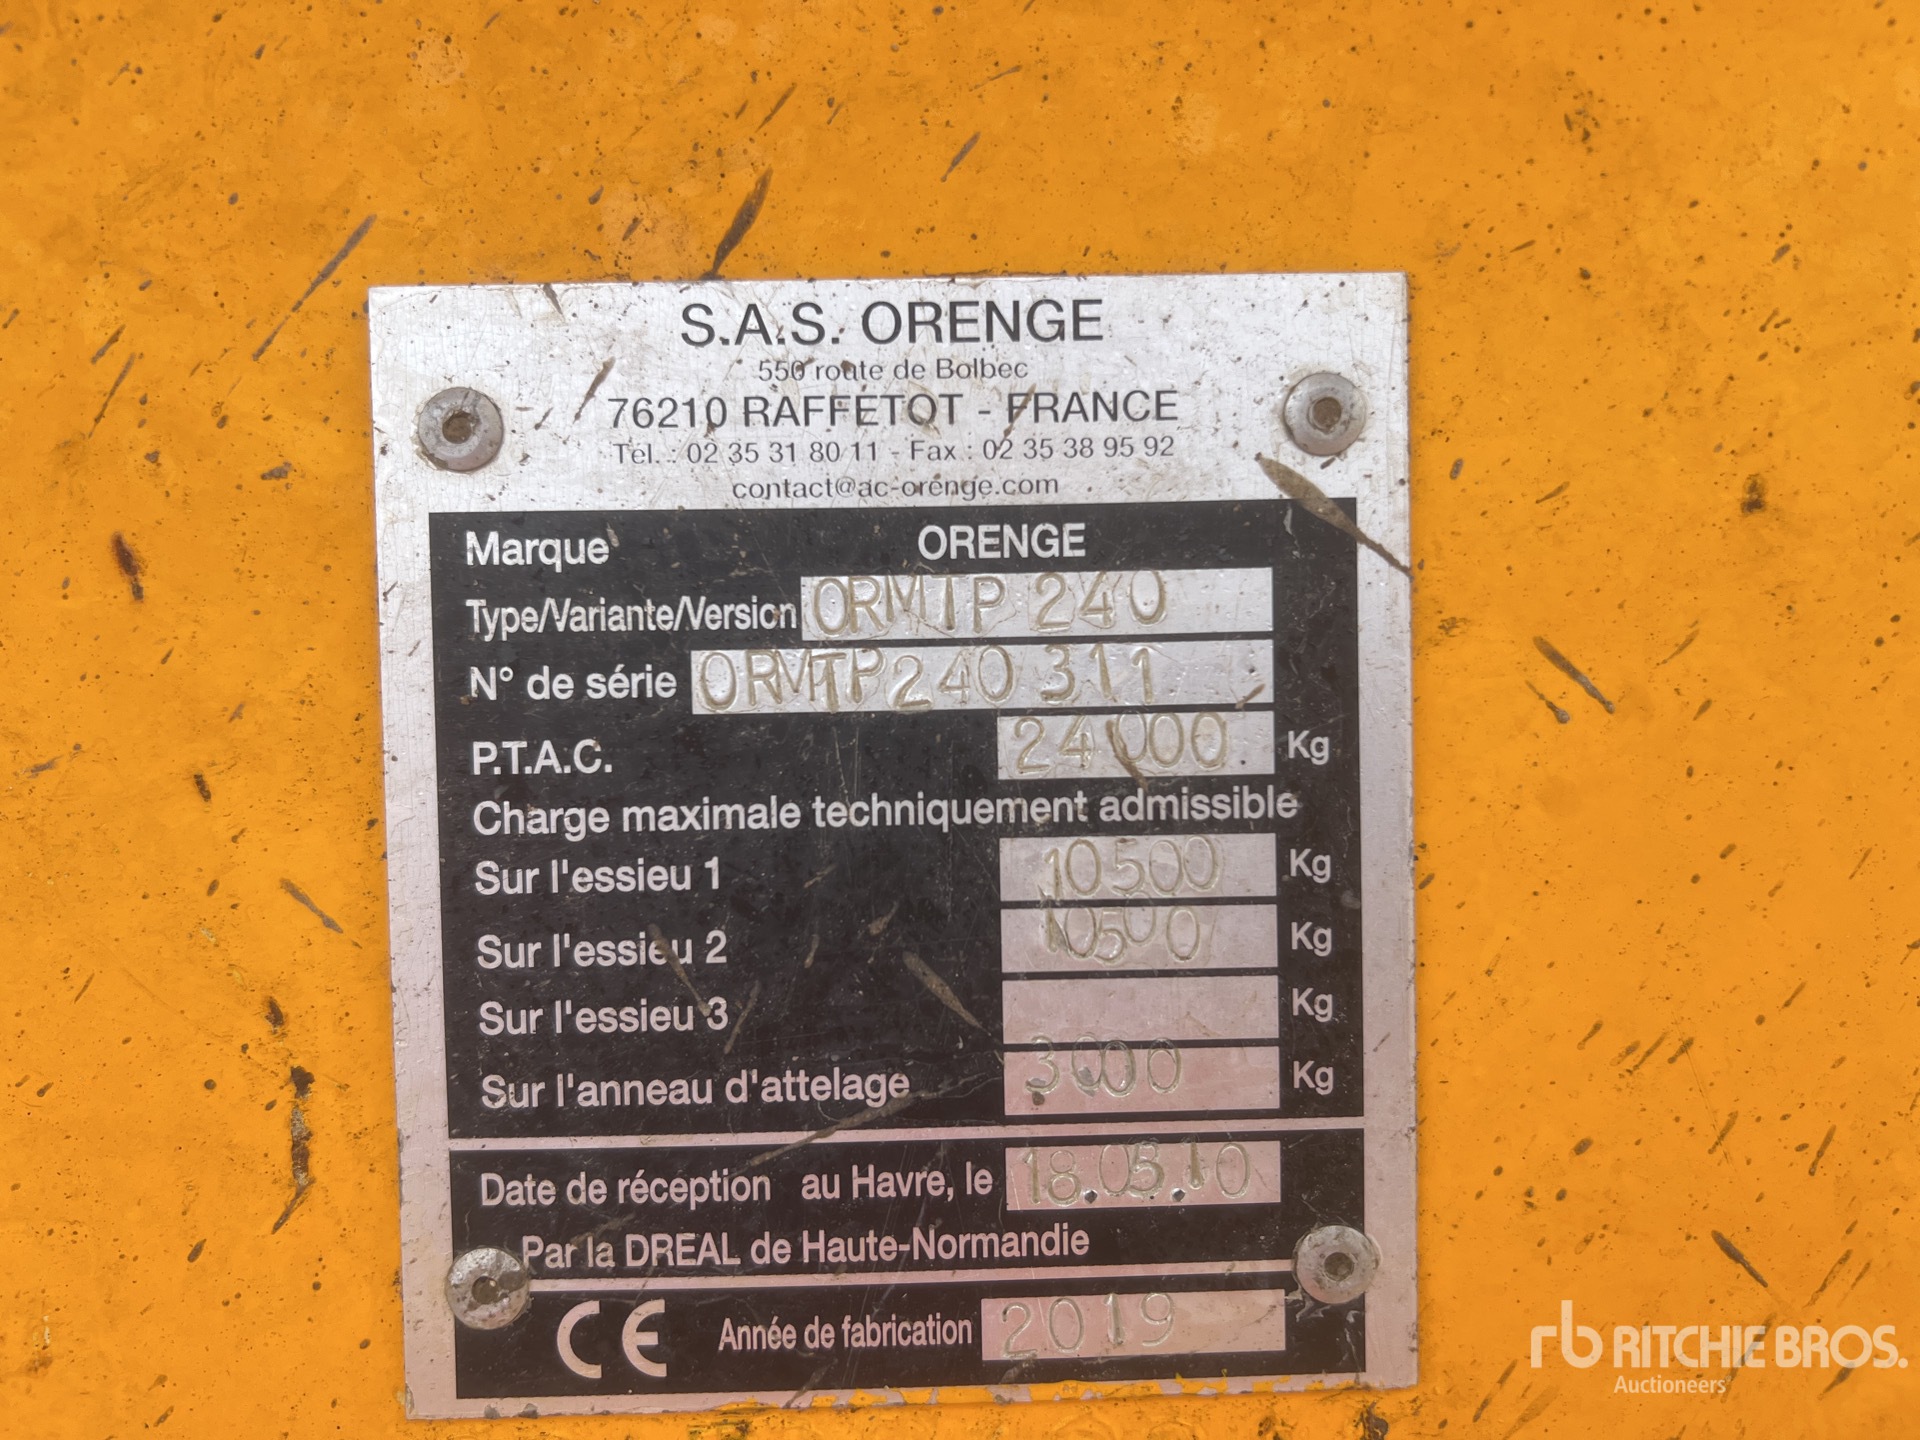 S.A.S. ORENGE
550 route de Bolbec
76210 RAFFETOT - FRANCE
Tél. : 02 35 31 80 11 - Fax : 02 35 38 95 92
contact@ac-orenge.com
Marque ORENGE
Type/Variante/Version ORMTP 240
N° de série ORMTP240 311
P.T.A.C. 24000 Kg
Charge maximale techniquement admissible
Sur l'essieu 1 10500 Kg
Sur l'essieu 2 10500 Kg
Sur l'essieu 3 Kg
Sur l'anneau d'attelage 3000 Kg
Date de réception au Havre, le 18.05.10
Par la DREAL de Haute-Normandie
CE Année de fabrication 2019
rb RITCHIE BROS.
Auctioneers